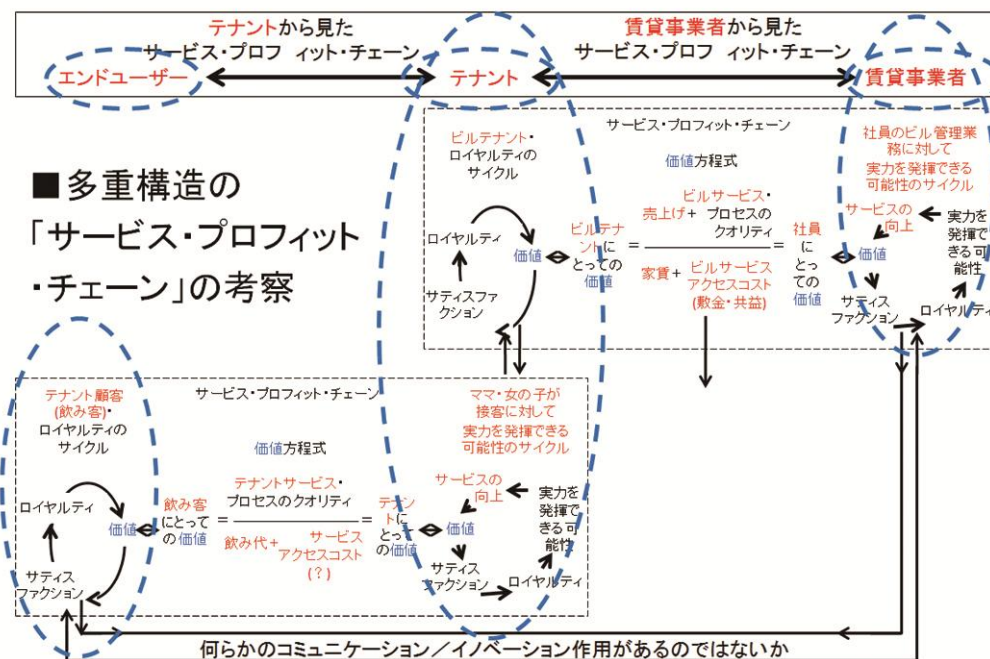 テナントから見た
サービス・プロフィット・チェーン
賃貸事業者から見た
サービス・プロフ ィット・チェーン
エンドユーザー
テナント
賃貸事業者
■多重構造の
「サービス・プロフィット
・チェーン」の考察
サービス・プロフィット・チェーン
ビルテナント・
ロイヤルティの
サイクル
価値方程式
社員のビル管理業
務に対して
実力を発揮できる
可能性のサイクル
ロイヤルティ
価値
サティスファ
クション
ビルテナ
ントに
とっての
価値
=
売上げ+
ビルサービス・
プロセスの
クオリティ
家賃+
ビルサービス
アクセスコスト
(敷金・共益)
=
社員
にとっ
ての
価値
サービスの
向上
価値
実力を
発揮で
きる可
能性
サティス
ファクション
ロイヤルティ
テナント顧客
(飲み客)・
ロイヤルティの
サイクル
サービス・プロフィット・チェーン
価値方程式
ママ・女の子が
接客に対して
実力を発揮できる
可能性のサイクル
ロイヤルティ
価値
サティス
ファクション
飲み客
にとって
の価値
=
テナントサービス・
プロセスのクオリティ
飲み代+
サービス
アクセスコスト
(?)
=
テナン
トに
とって
の価値
サービスの
向上
価値
実力を
発揮で
きる可
能性
サティス
ファクション
ロイヤルティ
何らかのコミュニケーション/イノベーション作用があるのではないか